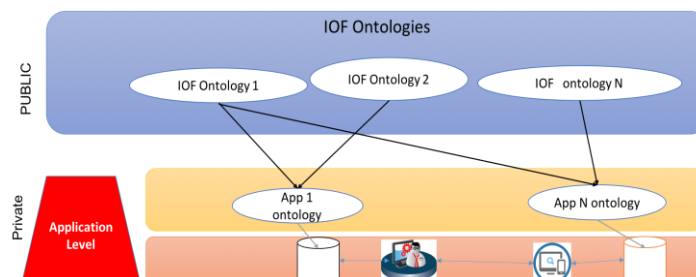 IOF Ontologies
PUBLIC
IOF Ontology 1
IOF Ontology 2
IOF ontology N
Private
Application
Level
App 1
ontology
App N ontology